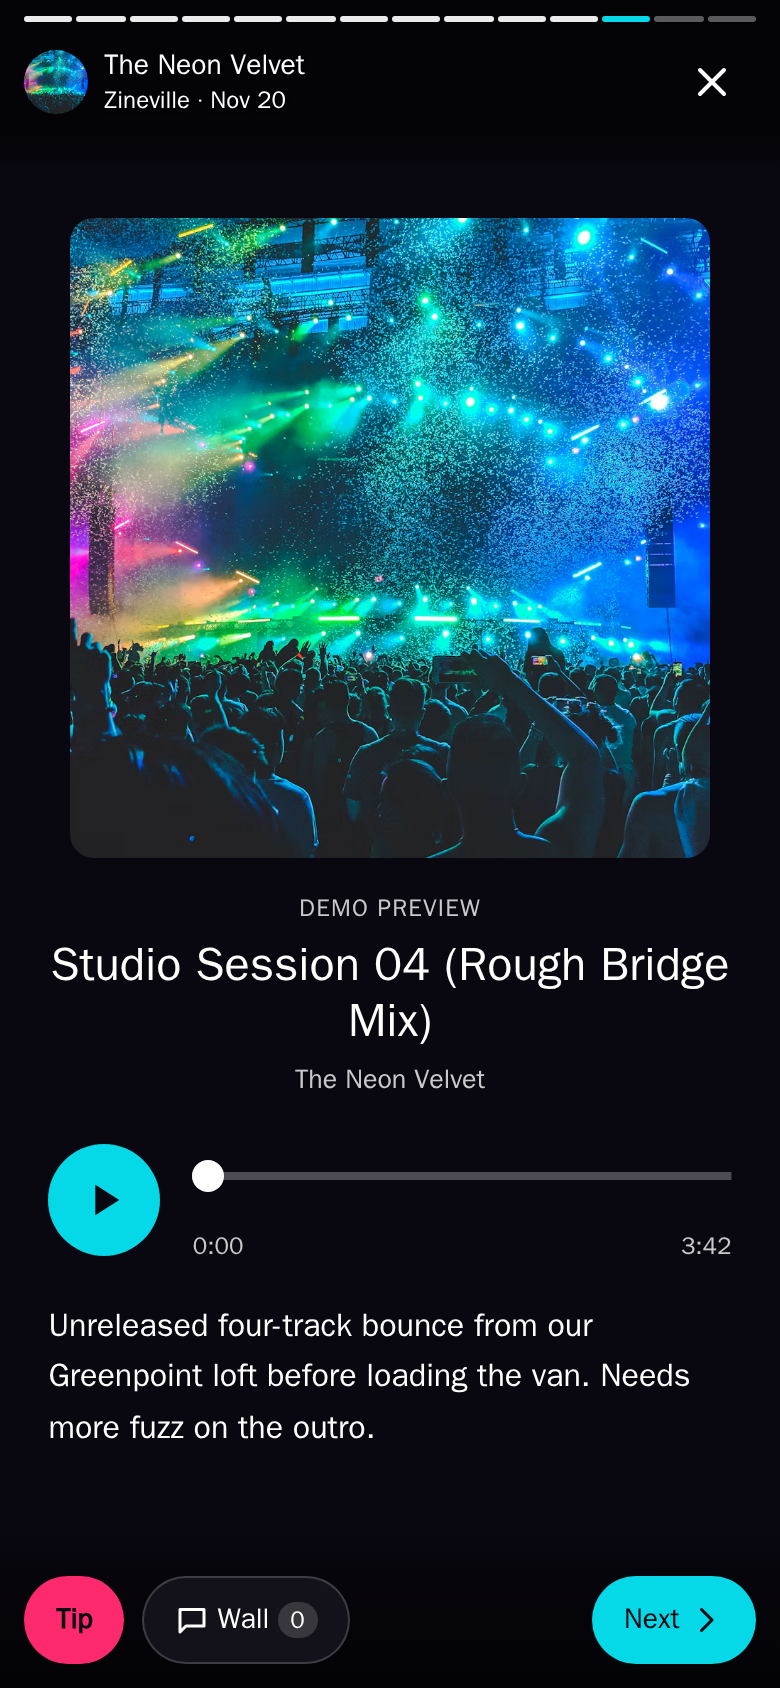 The Neon Velvet
Zineville · Nov 20
DEMO PREVIEW
Studio Session 04 (Rough Bridge
Mix)
The Neon Velvet
0:00
3:42
Unreleased four-track bounce from our
Greenpoint loft before loading the van. Needs
more fuzz on the outro.
Tip
Wall 0
Next